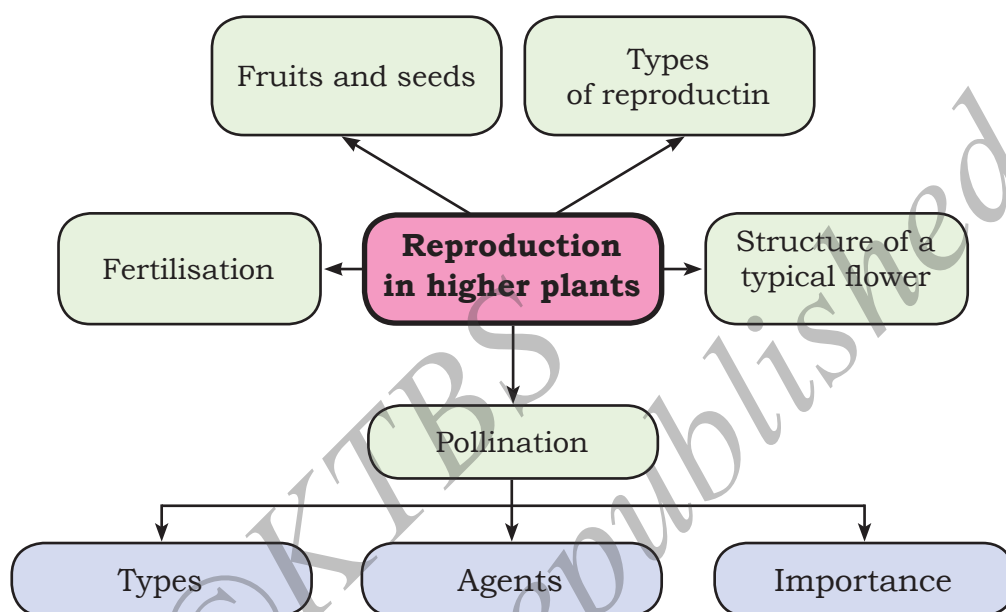 Fruits and seeds
Types
of reproductin
Fertilisation
Reproduction
in higher plants
Structure of a
typical flower
Pollination
Types
Agents
Importance
©KTBS
republished